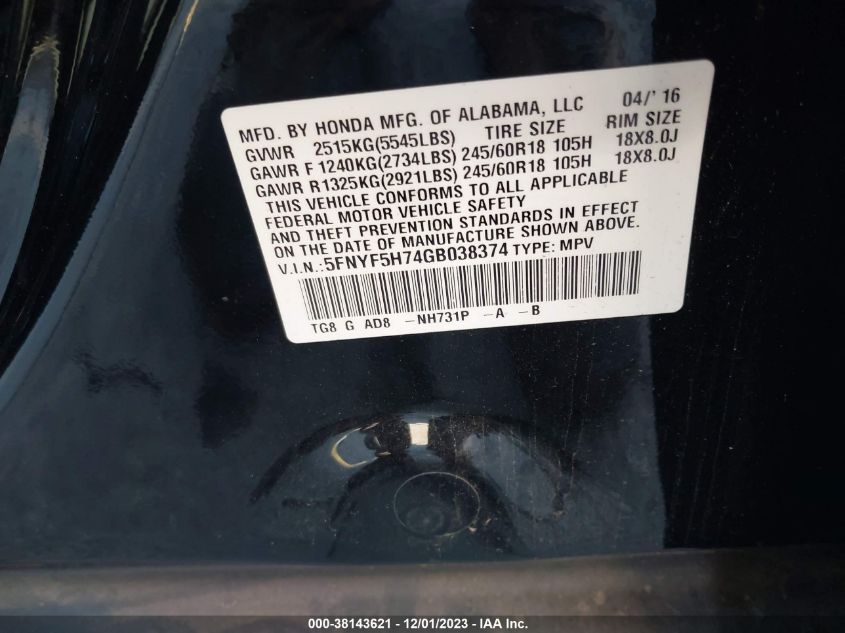 MFD. BY HONDA MFG. OF ALABAMA, LLC 04/' 16
GVWR 2515KG(5545LBS) TIRE SIZE RIM SIZE
GAWR F 1240KG(2734LBS) 245/60R18 105H 18X8.0J
GAWR R1325KG(2921LBS) 245/60R18 105H 18X8.0J
THIS VEHICLE CONFORMS TO ALL APPLICABLE
FEDERAL MOTOR VEHICLE SAFETY
AND THEFT PREVENTION STANDARDS IN EFFECT
ON THE DATE OF MANUFACTURE SHOWN ABOVE.
V.I.N.:5FNYF5H74GB038374 TYPE: MPV
TG8 G AD8 -NH731P -A -B
000-38143621 - 12/01/2023 - IAA Inc.